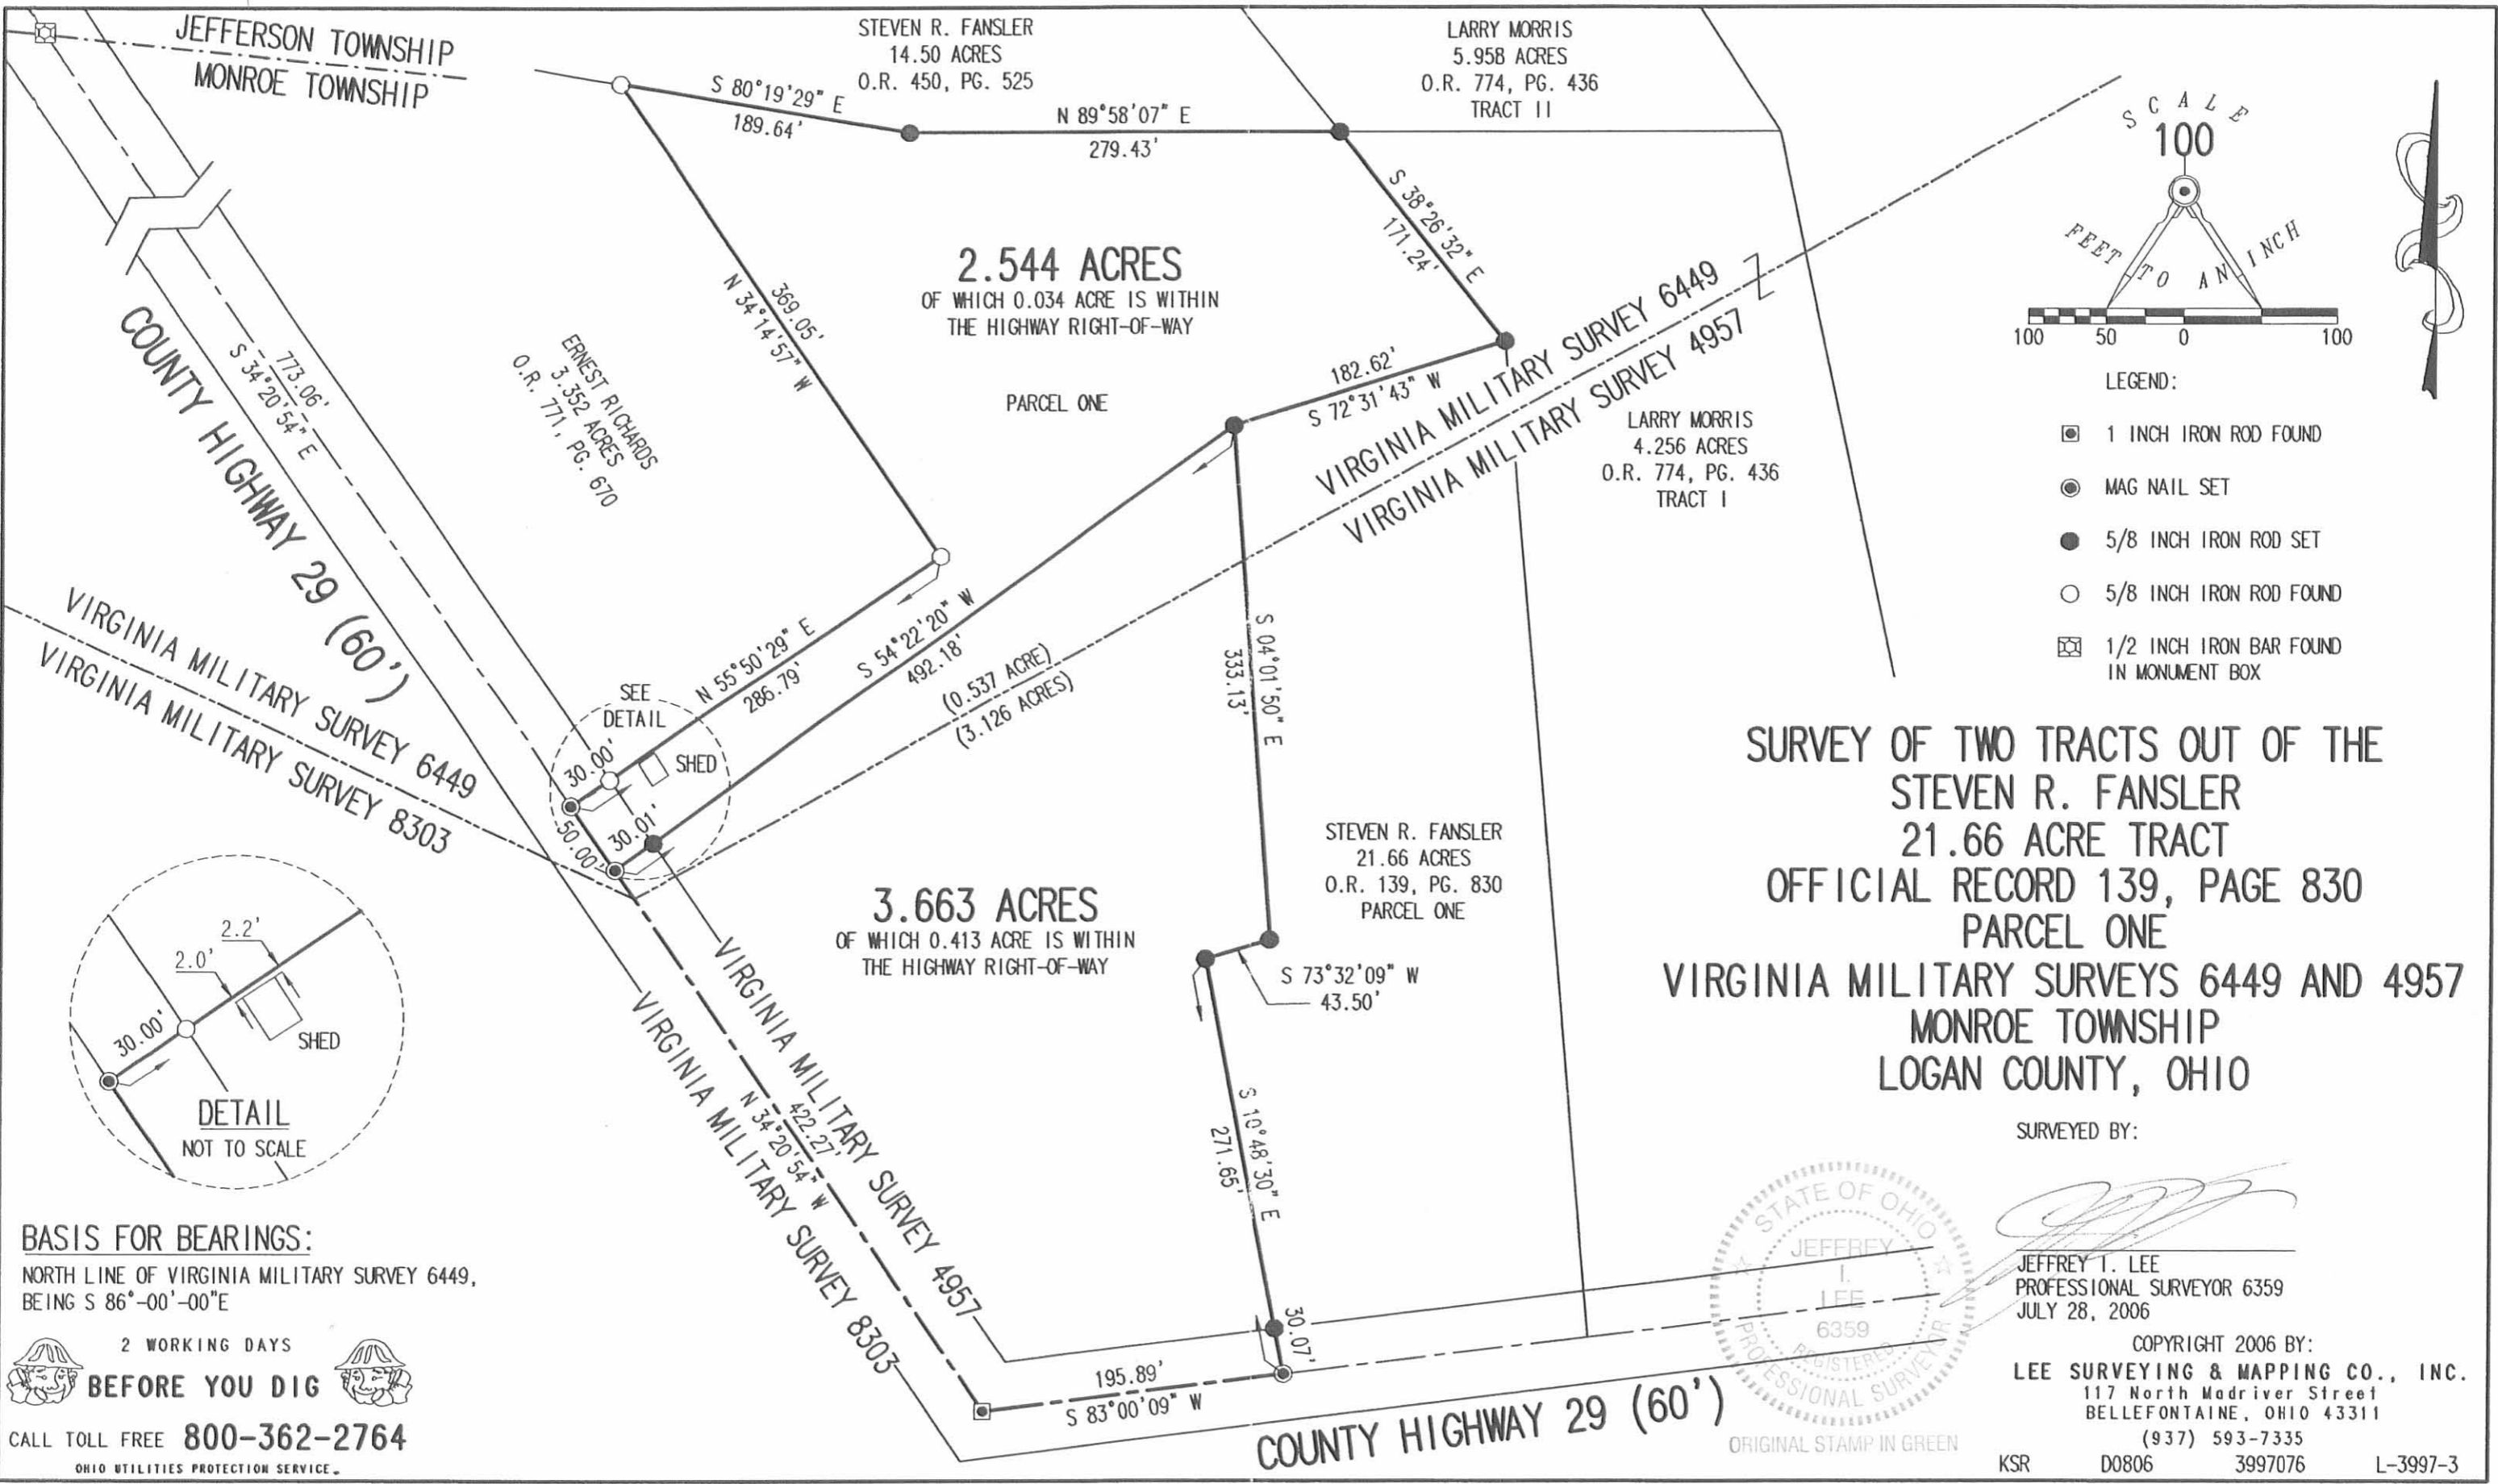 JEFFERSON TOWNSHIP
MONROE TOWNSHIP
STEVEN R. FANSLER
14.50 ACRES
O.R. 450, PG. 525
LARRY MORRIS
5.958 ACRES
O.R. 774, PG. 436
TRACT II
S 80°19'29" E
189.64'
N 89°58'07" E
279.43'
S 38°26'32" E
171.24'
2.544 ACRES
OF WHICH 0.034 ACRE IS WITHIN
THE HIGHWAY RIGHT-OF-WAY
PARCEL ONE
369.05'
N 34°14'57" W
ERNEST RICHARDS
3.352 ACRES
O.R. 771, PG. 670
773.06'
S 34°20'54" E
COUNTY HIGHWAY 29 (60')
182.62'
S 72°31'43" W
VIRGINIA MILITARY SURVEY 6449
VIRGINIA MILITARY SURVEY 4957
LARRY MORRIS
4.256 ACRES
O.R. 774, PG. 436
TRACT I
SCALE
100
FEET TO AN INCH
100 50 0 100
LEGEND:
1 INCH IRON ROD FOUND
MAG NAIL SET
5/8 INCH IRON ROD SET
5/8 INCH IRON ROD FOUND
1/2 INCH IRON BAR FOUND
IN MONUMENT BOX
VIRGINIA MILITARY SURVEY 6449
VIRGINIA MILITARY SURVEY 8303
N 55°50'29" E
286.79'
S 54°22'20" W
492.18'
(0.537 ACRE)
(3.126 ACRES)
S 04°01'50" E
333.13'
SEE
DETAIL
SHED
30.00'
50.00'
30.01'
STEVEN R. FANSLER
21.66 ACRES
O.R. 139, PG. 830
PARCEL ONE
3.663 ACRES
OF WHICH 0.413 ACRE IS WITHIN
THE HIGHWAY RIGHT-OF-WAY
S 73°32'09" W
43.50'
S 10°48'30" E
271.65'
30.07'
VIRGINIA MILITARY SURVEY 4957
422.27'
N 34°20'54" W
VIRGINIA MILITARY SURVEY 8303
195.89'
S 83°00'09" W
COUNTY HIGHWAY 29 (60')
2.2'
2.0'
30.00'
SHED
DETAIL
NOT TO SCALE
BASIS FOR BEARINGS:
NORTH LINE OF VIRGINIA MILITARY SURVEY 6449,
BEING S 86°-00'-00"E
2 WORKING DAYS
BEFORE YOU DIG
CALL TOLL FREE 800-362-2764
OHIO UTILITIES PROTECTION SERVICE.
SURVEY OF TWO TRACTS OUT OF THE
STEVEN R. FANSLER
21.66 ACRE TRACT
OFFICIAL RECORD 139, PAGE 830
PARCEL ONE
VIRGINIA MILITARY SURVEYS 6449 AND 4957
MONROE TOWNSHIP
LOGAN COUNTY, OHIO
SURVEYED BY:
STATE OF OHIO
JEFFREY
I.
LEE
6359
REGISTERED
PROFESSIONAL SURVEYOR
ORIGINAL STAMP IN GREEN
JEFFREY I. LEE
PROFESSIONAL SURVEYOR 6359
JULY 28, 2006
COPYRIGHT 2006 BY:
LEE SURVEYING & MAPPING CO., INC.
117 North Madriver Street
BELLEFONTAINE, OHIO 43311
(937) 593-7335
KSR D0806 3997076 L-3997-3